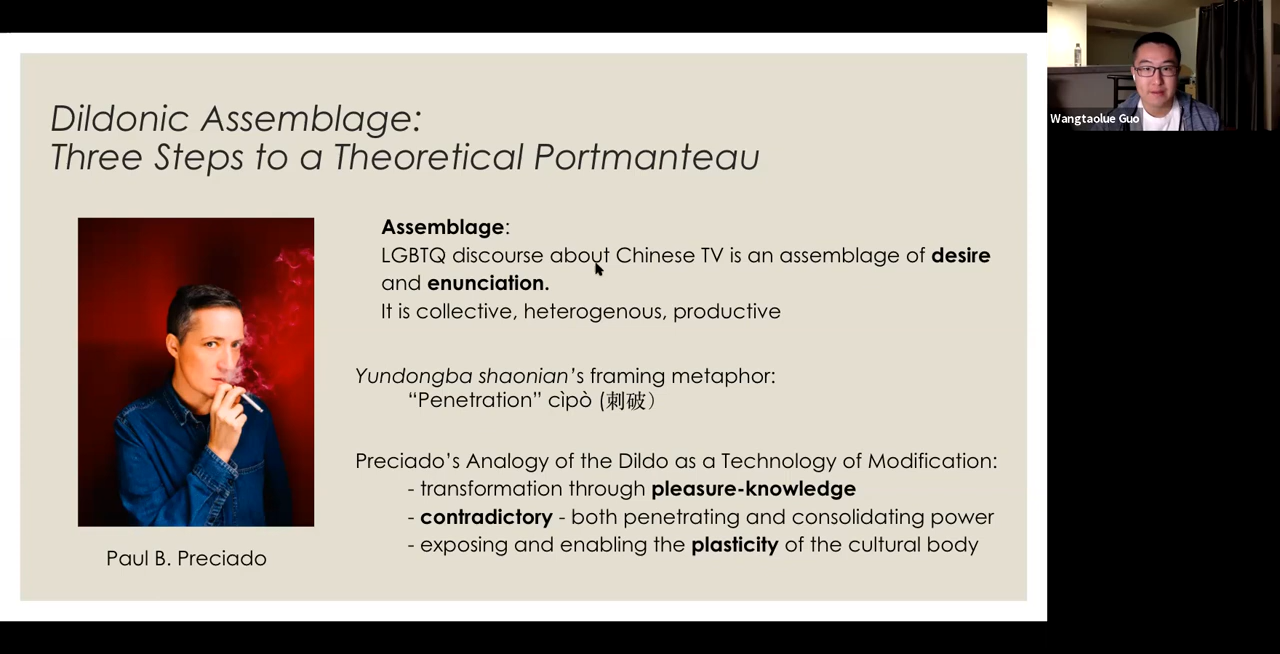 Dildonic Assemblage:
Three Steps to a Theoretical Portmanteau
Assemblage:
LGBTQ discourse about Chinese TV is an assemblage of desire
and enunciation.
It is collective, heterogenous, productive
Yundongba shaonian's framing metaphor:
“Penetration” cìpò (刺破）
Preciado's Analogy of the Dildo as a Technology of Modification:
- transformation through pleasure-knowledge
- contradictory - both penetrating and consolidating power
- exposing and enabling the plasticity of the cultural body
Paul B. Preciado
Wangtaolue Guo